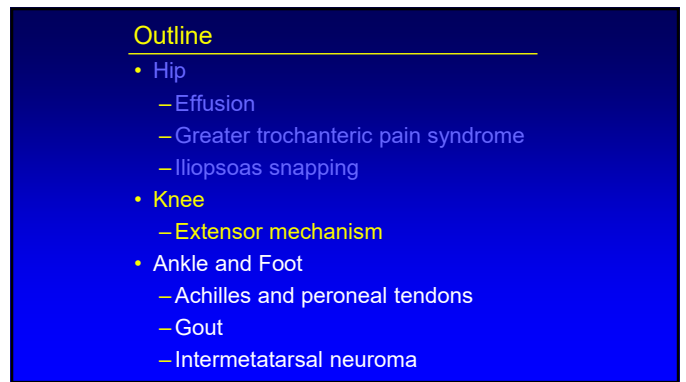 Outline
• Hip
–Effusion
–Greater trochanteric pain syndrome
–Iliopsoas snapping
• Knee
–Extensor mechanism
• Ankle and Foot
–Achilles and peroneal tendons
–Gout
–Intermetatarsal neuroma